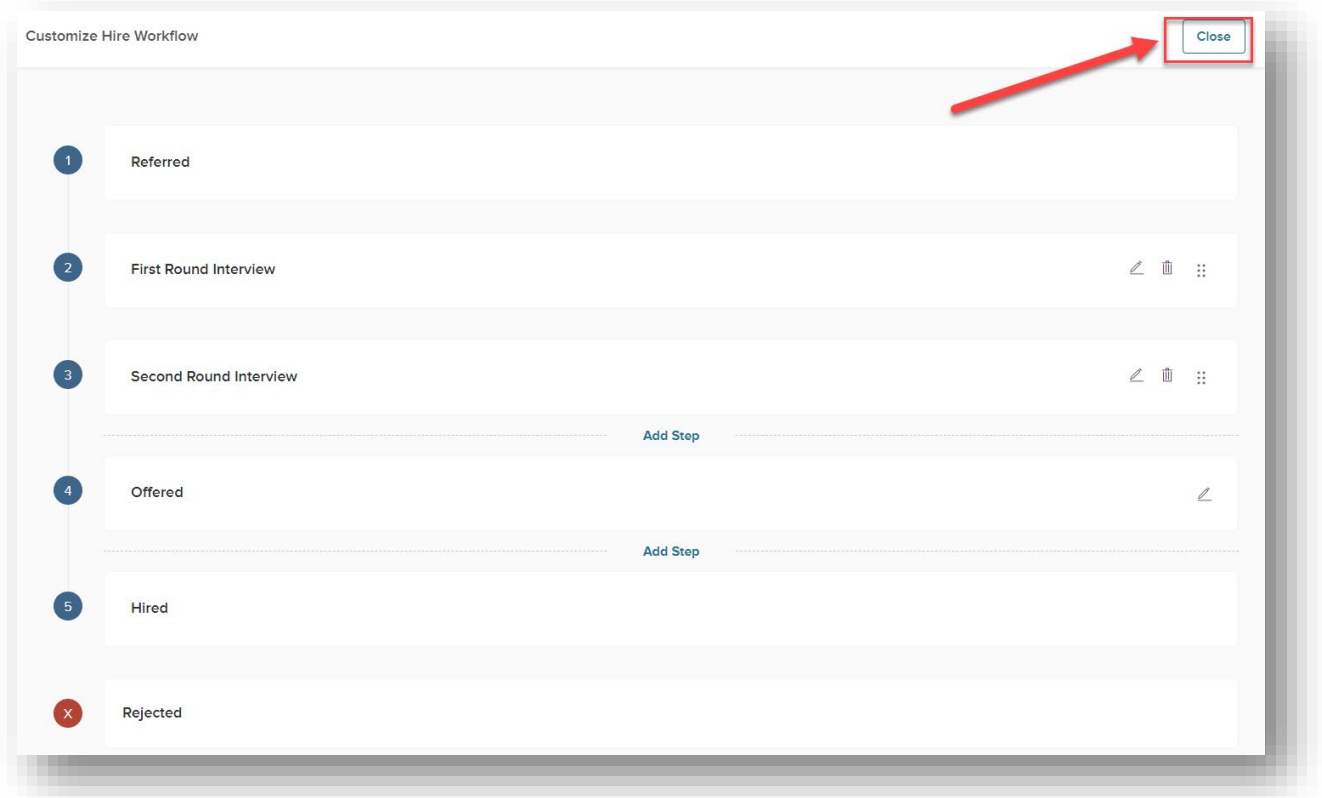 Customize Hire Workflow
Close
1
Referred
2
First Round Interview
3
Second Round Interview
Add Step
4
Offered
Add Step
5
Hired
X
Rejected